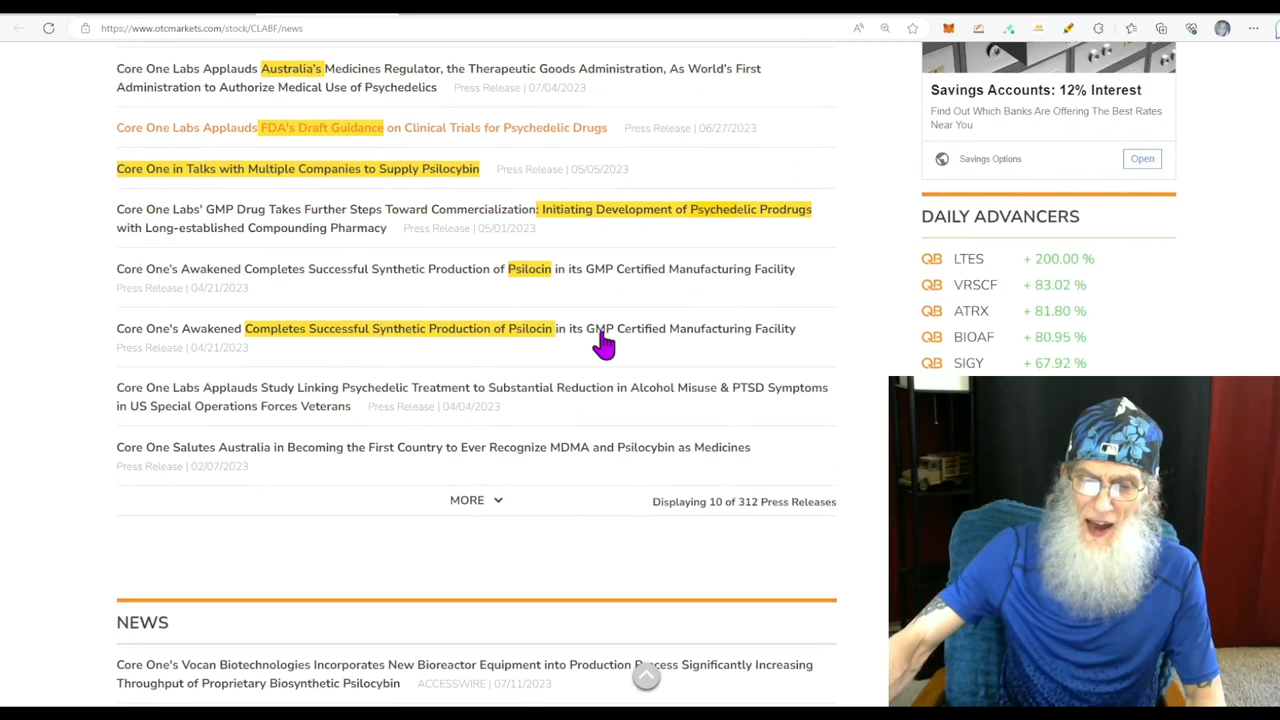 https://www.otcmarkets.com/stock/CLABF/news
Core One Labs Applauds Australia's Medicines Regulator, the Therapeutic Goods Administration, As World's First
Administration to Authorize Medical Use of Psychedelics Press Release | 07/04/2023
Core One Labs Applauds FDA's Draft Guidance on Clinical Trials for Psychedelic Drugs Press Release | 06/27/2023
Core One in Talks with Multiple Companies to Supply Psilocybin Press Release | 05/05/2023
Core One Labs' GMP Drug Takes Further Steps Toward Commercialization: Initiating Development of Psychedelic Prodrugs
with Long-established Compounding Pharmacy Press Release | 05/01/2023
Core One's Awakened Completes Successful Synthetic Production of Psilocin in its GMP Certified Manufacturing Facility
Press Release | 04/21/2023
Core One's Awakened Completes Successful Synthetic Production of Psilocin in its GMP Certified Manufacturing Facility
Press Release | 04/21/2023
Core One Labs Applauds Study Linking Psychedelic Treatment to Substantial Reduction in Alcohol Misuse & PTSD Symptoms
in US Special Operations Forces Veterans Press Release | 04/04/2023
Core One Salutes Australia in Becoming the First Country to Ever Recognize MDMA and Psilocybin as Medicines
Press Release | 02/07/2023
MORE
Displaying 10 of 312 Press Releases
NEWS
Core One's Vocan Biotechnologies Incorporates New Bioreactor Equipment into Production Process Significantly Increasing
Throughput of Proprietary Biosynthetic Psilocybin ACCESSWIRE | 07/11/2023
Savings Accounts: 12% Interest
Find Out Which Banks Are Offering The Best Rates
Near You
Savings Options
Open
DAILY ADVANCERS
QB LTES + 200.00 %
QB VRSCF + 83.02 %
QB ATRX + 81.80 %
QB BIOAF + 80.95 %
QB SIGY + 67.92 %